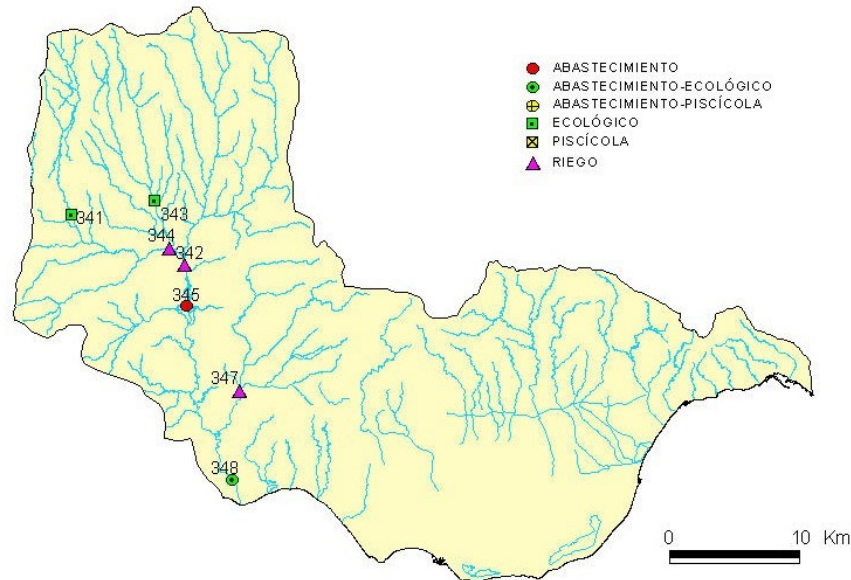 ABASTECIMIENTO
ABASTECIMIENTO-ECOLÓGICO
ABASTECIMIENTO-PISCÍCOLA
ECOLÓGICO
PISCÍCOLA
RIEGO
341
343
344
342
345
347
348
0 10 Km